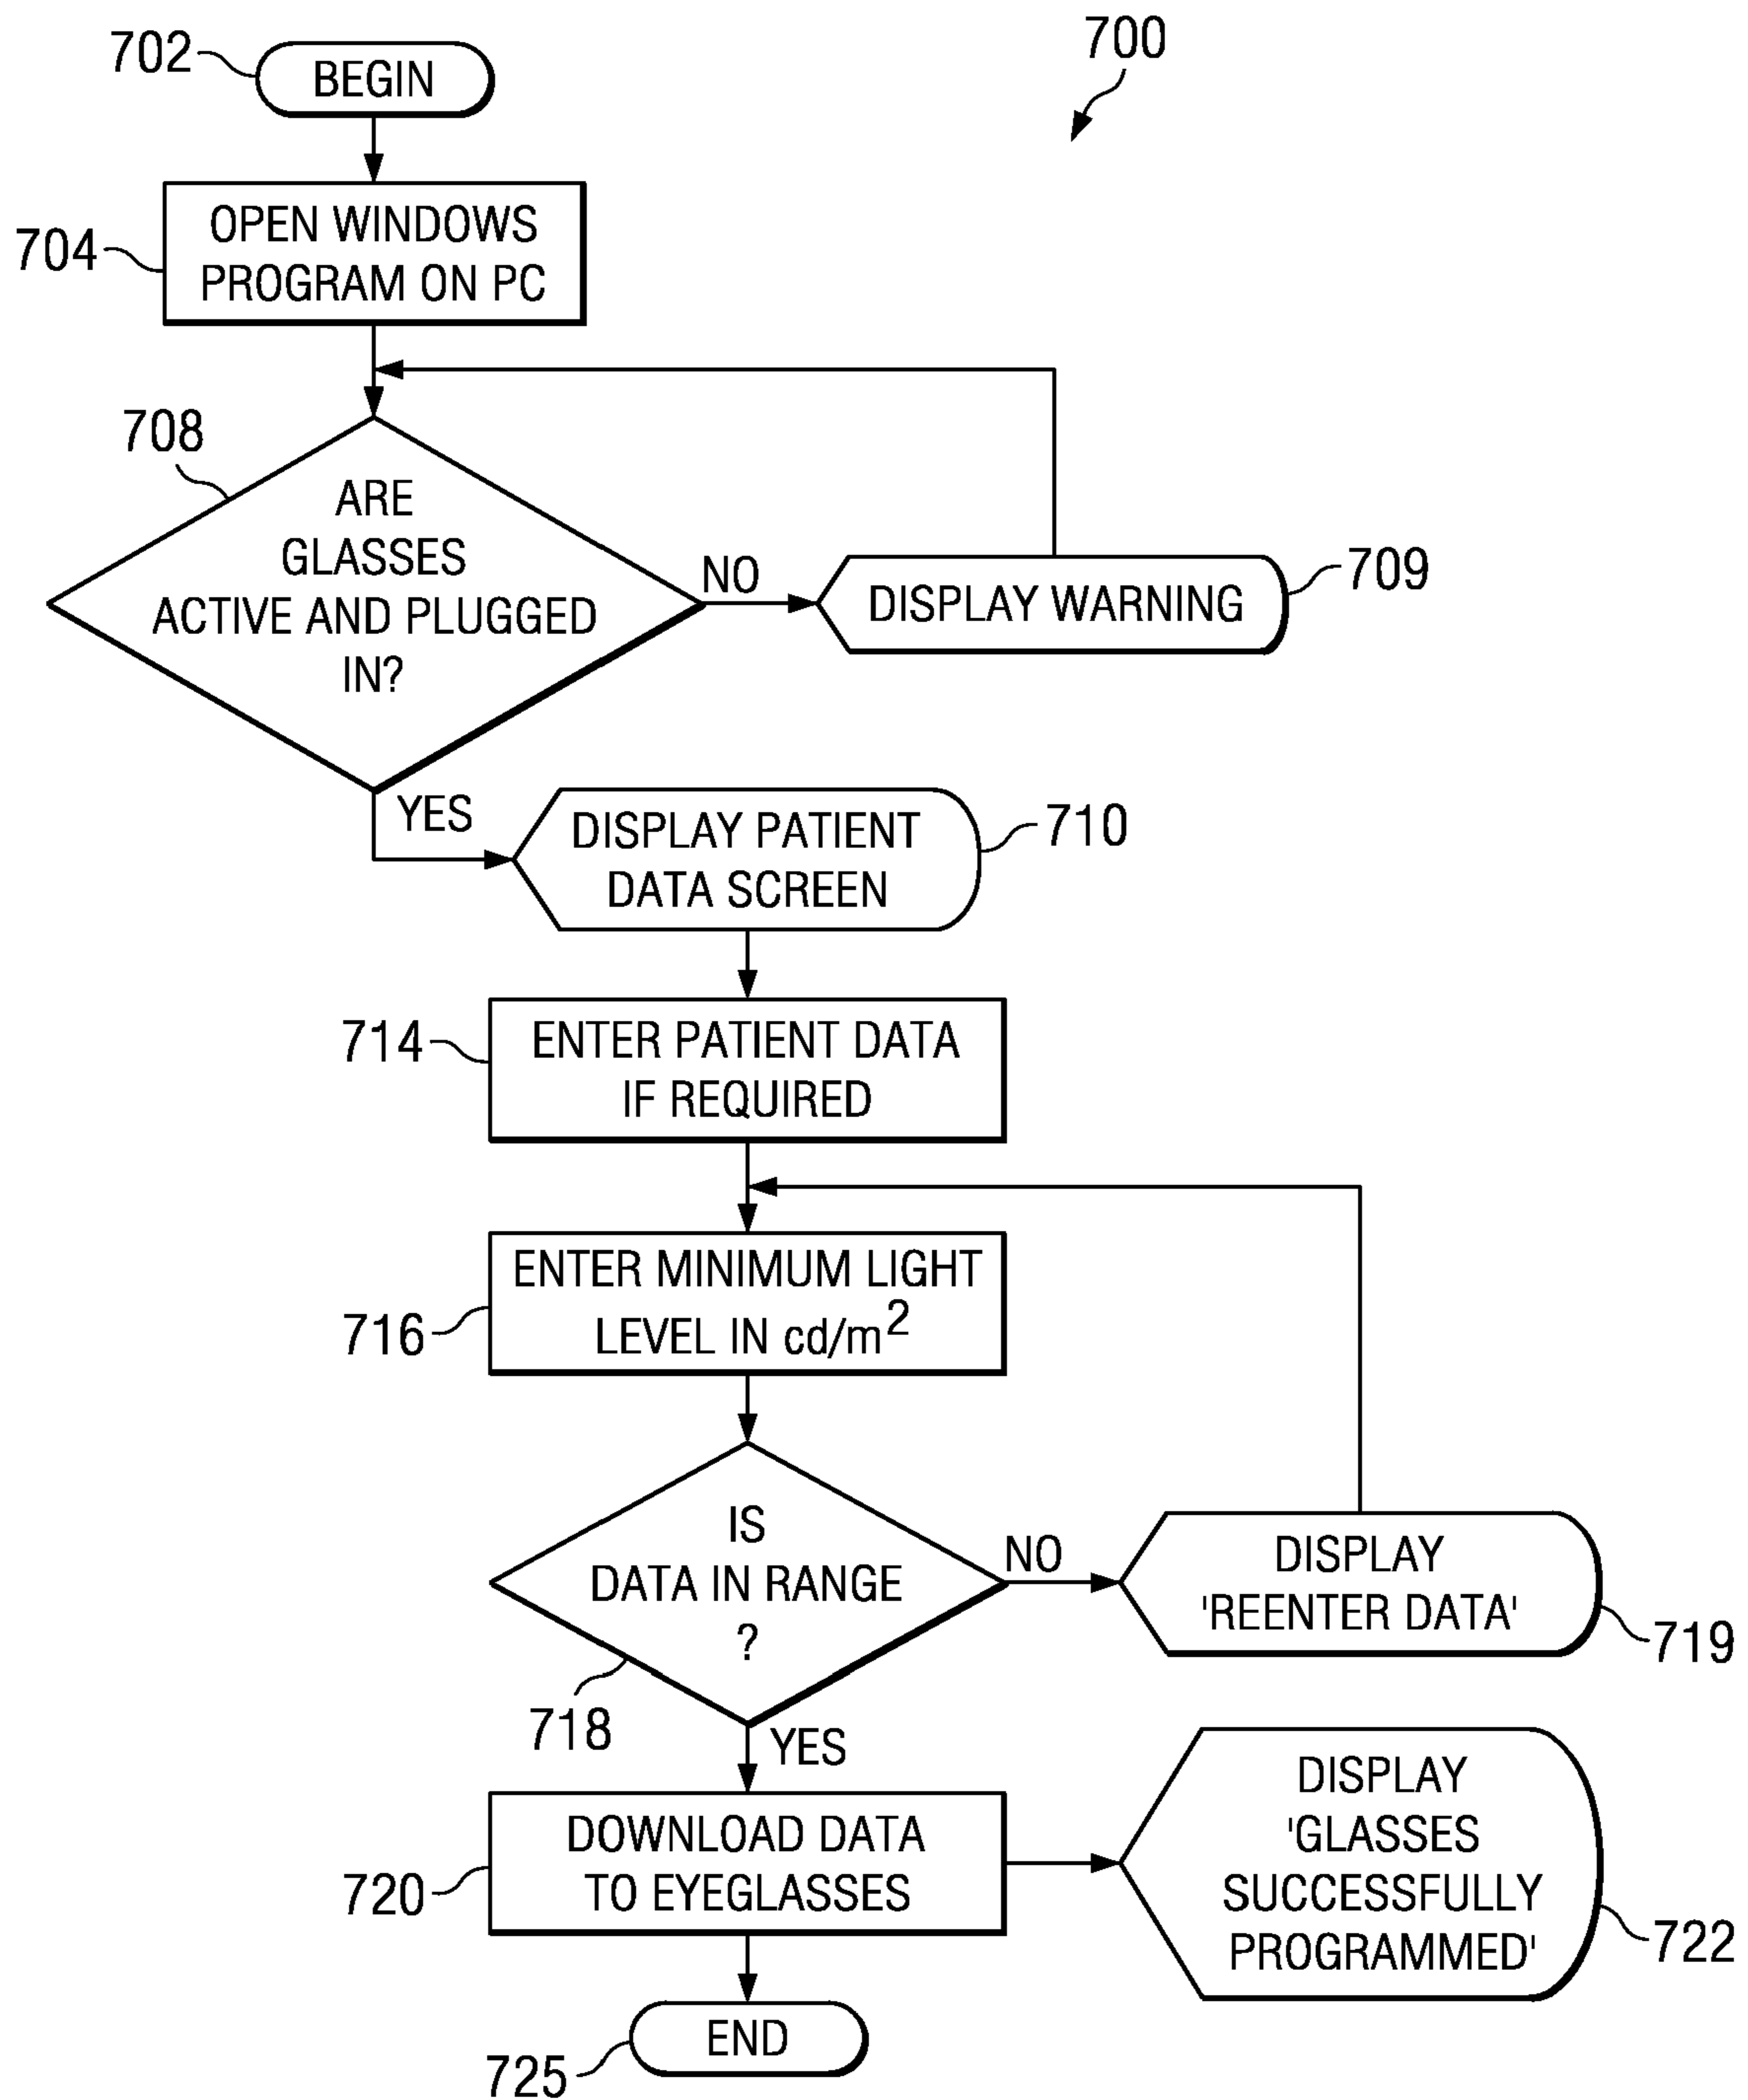 700
702
BEGIN
704
OPEN WINDOWS
PROGRAM ON PC
708
ARE
GLASSES
ACTIVE AND PLUGGED
IN?
NO
DISPLAY WARNING
709
YES
DISPLAY PATIENT
DATA SCREEN
710
714
ENTER PATIENT DATA
IF REQUIRED
716
ENTER MINIMUM LIGHT
LEVEL IN cd/m²
IS
DATA IN RANGE
?
718
NO
DISPLAY
'REENTER DATA'
719
YES
720
DOWNLOAD DATA
TO EYEGLASSES
DISPLAY
'GLASSES
SUCCESSFULLY
PROGRAMMED'
722
END
725